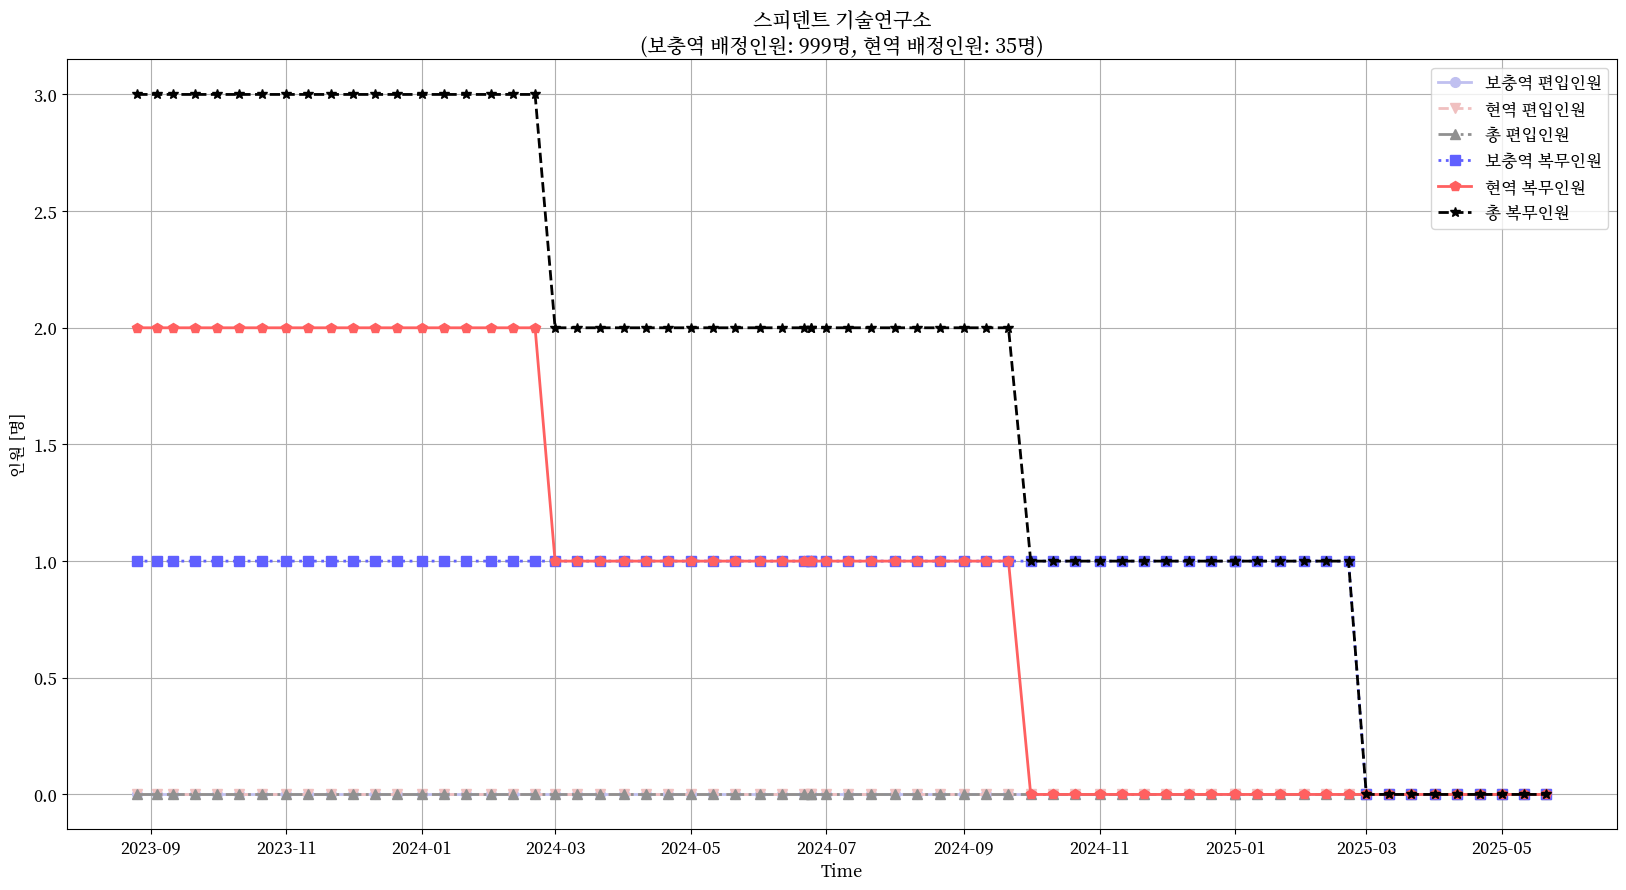 스피덴트 기술연구소
(보충역 배정인원: 999명, 현역 배정인원: 35명)
보충역 편입인원
현역 편입인원
총 편입인원
보충역 복무인원
현역 복무인원
총 복무인원
3.0
2.5
2.0
1.5
1.0
0.5
0.0
인원 [명]
2023-09 2023-11 2024-01 2024-03 2024-05 2024-07 2024-09 2024-11 2025-01 2025-03 2025-05
Time